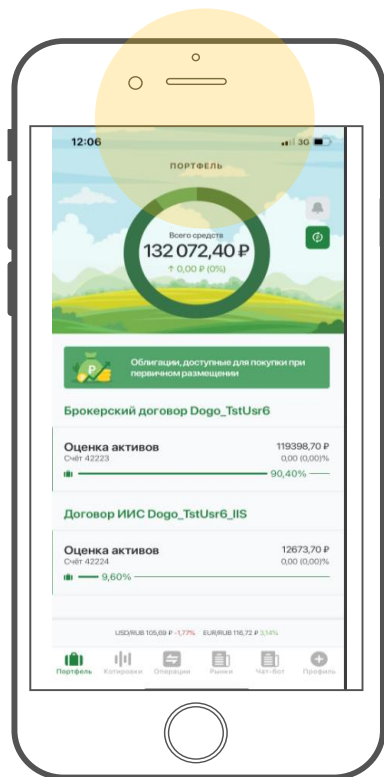 12:06
3G
ПОРТФЕЛЬ
Всего средств
132 072,40 ₽
↑ 0,00 ₽ (0%)
Облигации, доступные для покупки при
первичном размещении
Брокерский договор Dogo_TstUsr6
Оценка активов 119398,70 ₽
Счёт 42223 0,00 (0,00)%
90,40%
Договор ИИС Dogo_TstUsr6_IIS
Оценка активов 12673,70 ₽
Счёт 42224 0,00 (0,00)%
9,60%
USD/RUB 105,69 ₽ -1,77% EUR/RUB 116,72 ₽ 3,14%
Портфель Котировки Операции Рынки Чат-бот Профиль